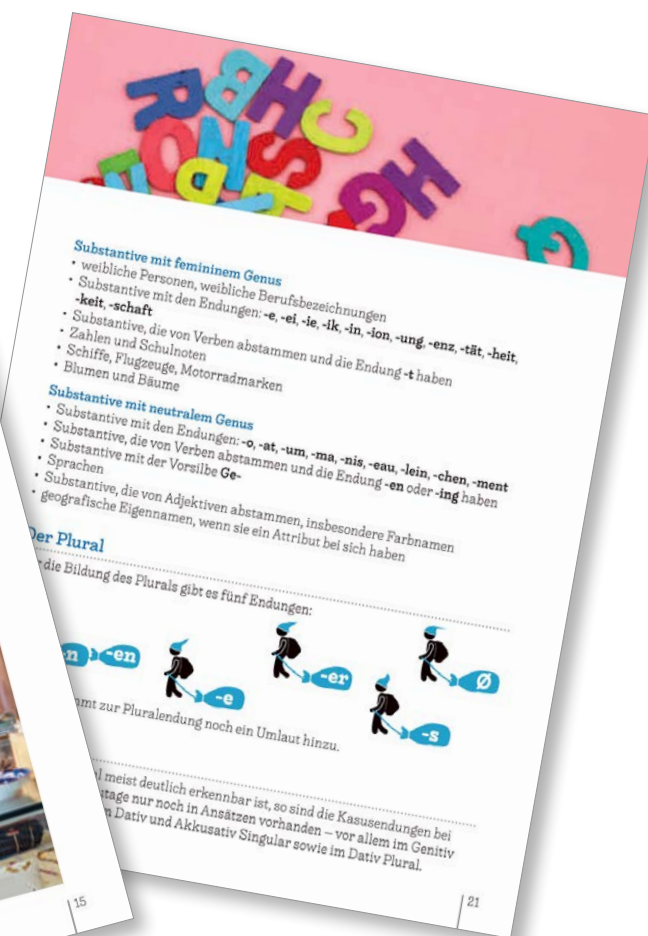 Substantive mit femininem Genus
• weibliche Personen, weibliche Berufsbezeichnungen
• Substantive mit den Endungen: -e, -ei, -ie, -ik, -in, -ion, -ung, -enz, -tät, -heit,
-keit, -schaft
• Substantive, die von Verben abstammen und die Endung -t haben
• Zahlen und Schulnoten
• Schiffe, Flugzeuge, Motorradmarken
• Blumen und Bäume
Substantive mit neutralem Genus
• Substantive mit den Endungen: -o, -at, -um, -ma, -nis, -eau, -lein, -chen, -ment
• Substantive, die von Verben abstammen und die Endung -en oder -ing haben
• Substantive mit der Vorsilbe Ge-
• Sprachen
• Substantive, die von Adjektiven abstammen, insbesondere Farbnamen
• geografische Eigennamen, wenn sie ein Attribut bei sich haben
Der Plural
die Bildung des Plurals gibt es fünf Endungen:
-n -en -e -er -s Ø
mmt zur Pluralendung noch ein Umlaut hinzu.
l meist deutlich erkennbar ist, so sind die Kasusendungen bei
tage nur noch in Ansätzen vorhanden – vor allem im Genitiv
n Dativ und Akkusativ Singular sowie im Dativ Plural.
15
21